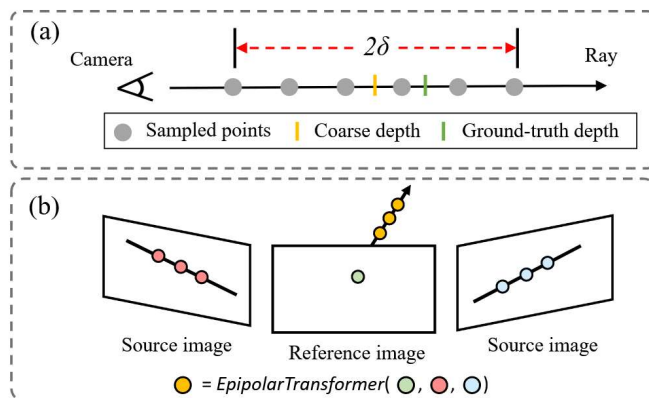 (a)
Camera
2δ
Ray
Sampled points
Coarse depth
Ground-truth depth
(b)
Source image
Reference image
Source image
= EpipolarTransformer( , , )